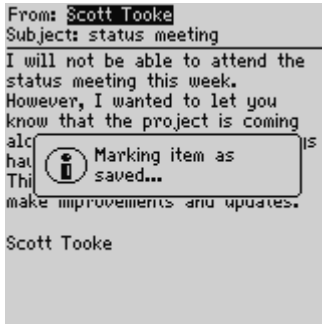 From: Scott Tooke
Subject: status meeting
I will not be able to attend the
status meeting this week.
However, I wanted to let you
know that the project is coming
Marking item as
saved...
make improvements and updates.
Scott Tooke